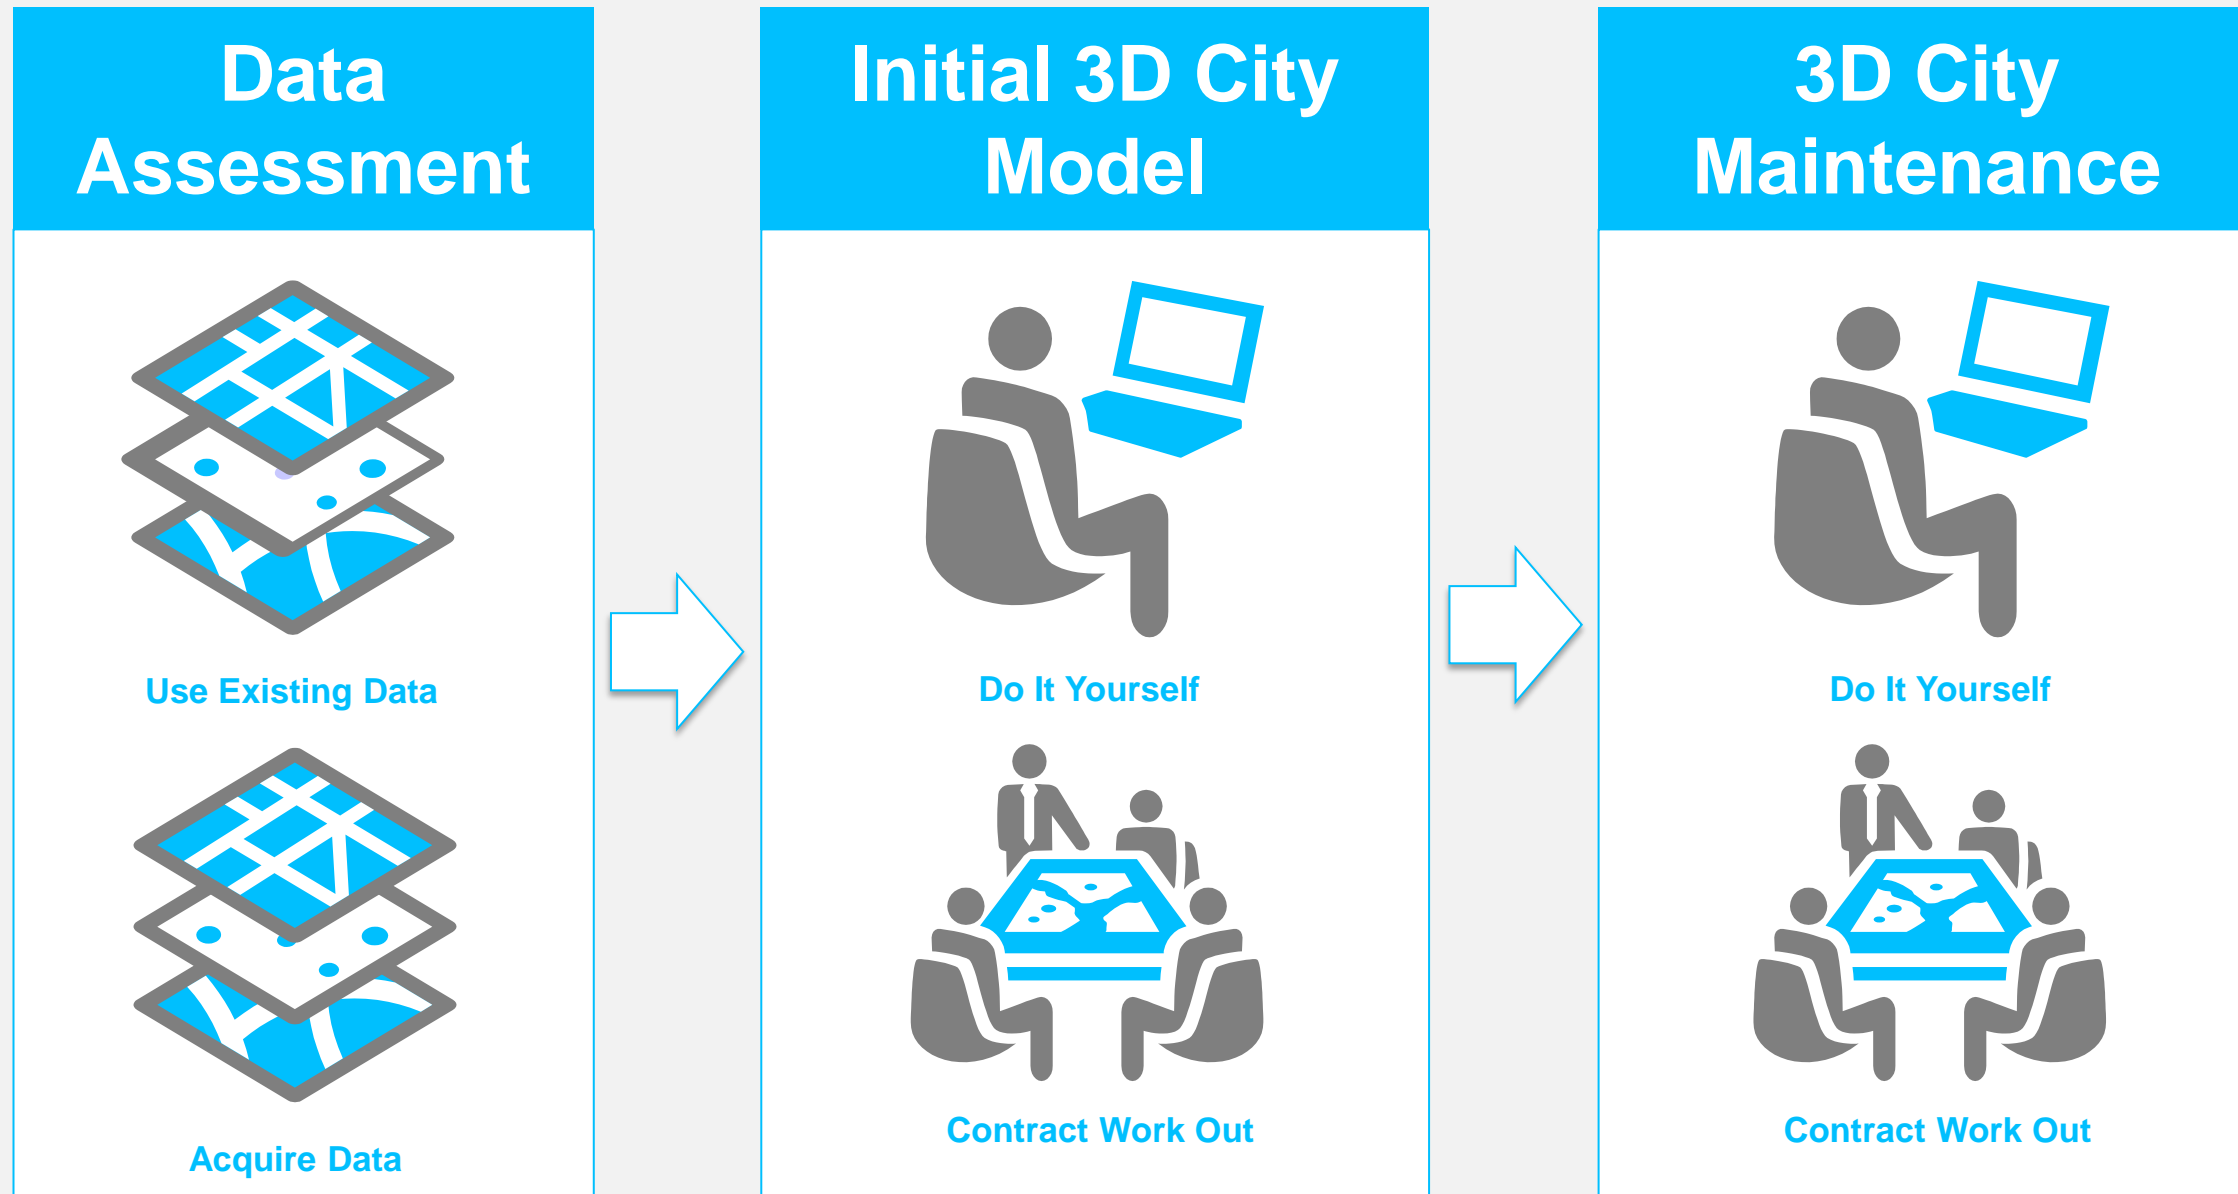 Data
Assessment
Use Existing Data
Acquire Data
Initial 3D City
Model
Do It Yourself
Contract Work Out
3D City
Maintenance
Do It Yourself
Contract Work Out